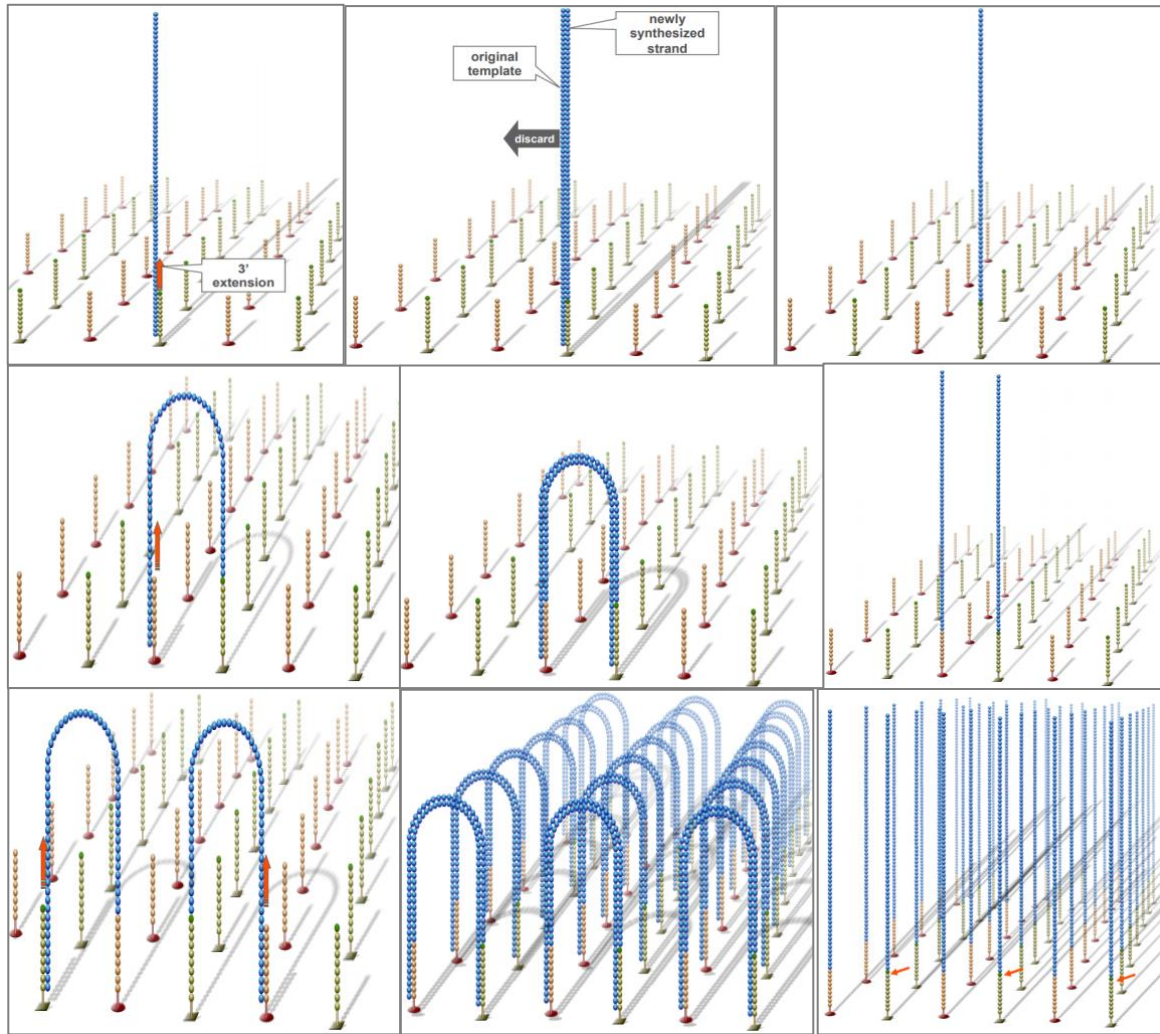 3'
extension
newly
synthesized
strand
original
template
discard